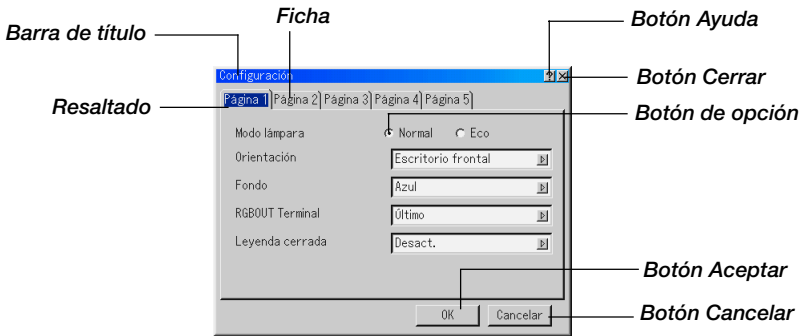 Ficha
Botón Ayuda
Barra de título
Configuración
Botón Cerrar
Página 1 Página 2 Página 3 Página 4 Página 5
Resaltado
Botón de opción
Modo lámpara Normal Eco
Orientación Escritorio frontal
Fondo Azul
RGBOUT Terminal Último
Leyenda cerrada Desact.
Botón Aceptar
OK Cancelar
Botón Cancelar